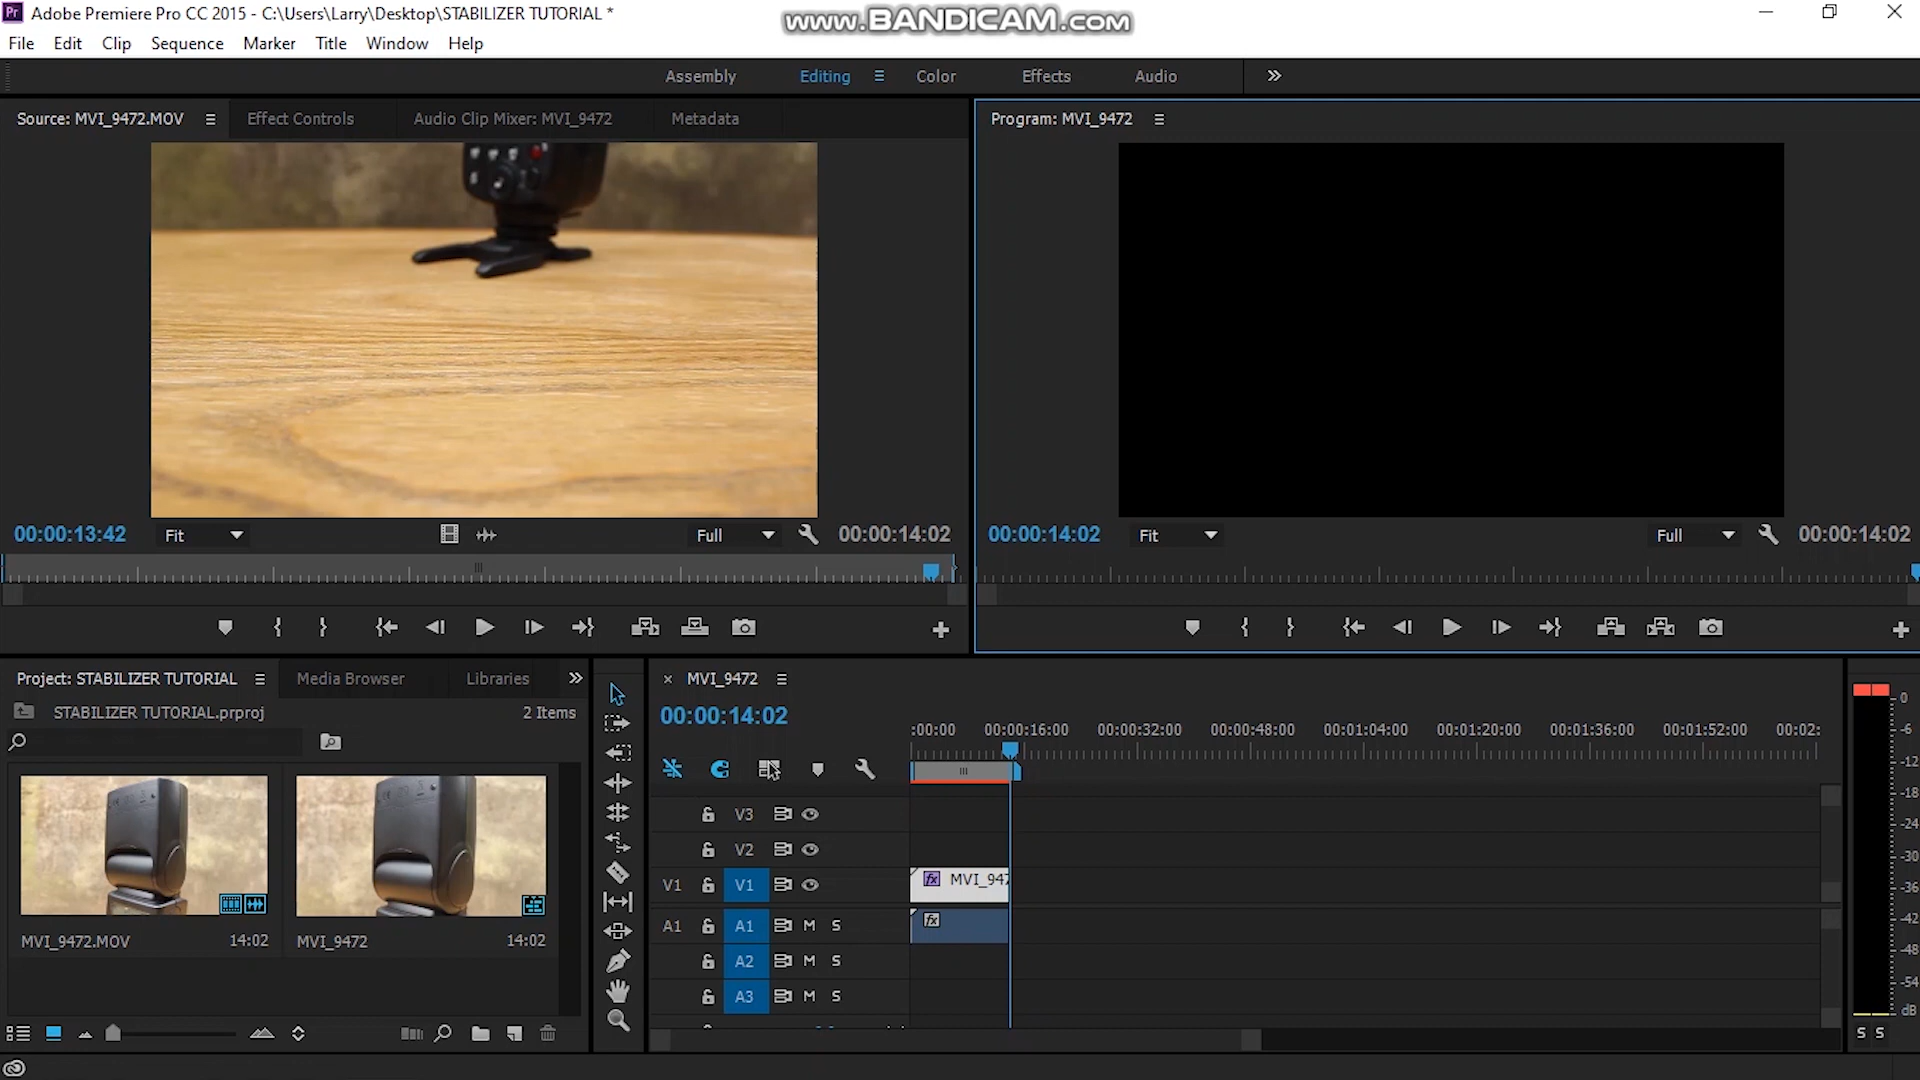 Pr Adobe Premiere Pro CC 2015 - C:\Users\Larry\Desktop\STABILIZER TUTORIAL *
www.BANDICAM.com
File Edit Clip Sequence Marker Title Window Help
Assembly Editing Color Effects Audio
Source: MVI_9472.MOV Effect Controls Audio Clip Mixer: MVI_9472 Metadata
Program: MVI_9472
00:00:13:42 Fit Full 00:00:14:02
00:00:14:02 Fit Full 00:00:14:02
Project: STABILIZER TUTORIAL Media Browser Libraries
STABILIZER TUTORIAL.prproj 2 Items
MVI_9472.MOV 14:02 MVI_9472 14:02
MVI_9472
00:00:14:02
:00:00 00:00:16:00 00:00:32:00 00:00:48:00 00:01:04:00 00:01:20:00 00:01:36:00 00:01:52:00 00:02:
V3
V2
V1 V1 fx MVI_947
A1 A1 M S fx
A2 M S
A3 M S
0
-6
-12
-18
-24
-30
-36
-42
-48
-54
dB
S S